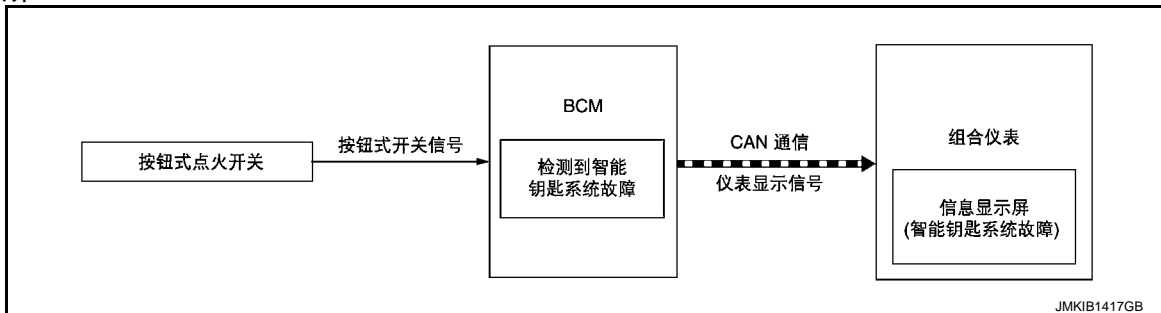 按钮式点火开关
按钮式开关信号
BCM
检测到智能
钥匙系统故障
CAN 通信
仪表显示信号
组合仪表
信息显示屏
(智能钥匙系统故障)
JMKIB1417GB